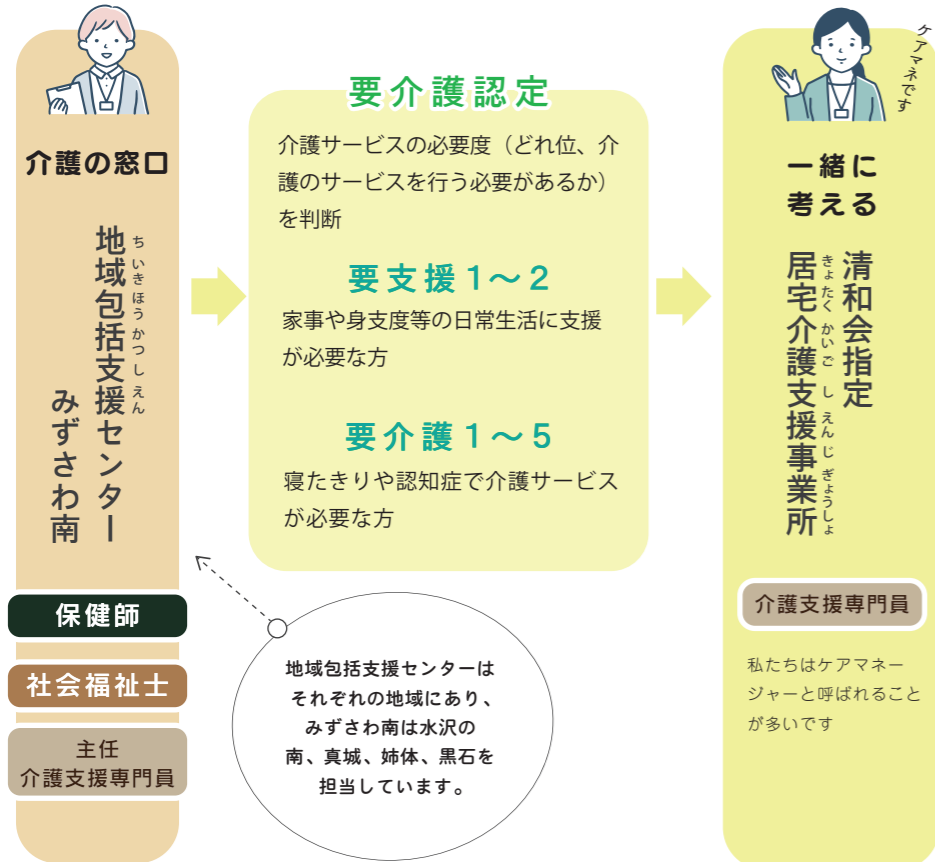 介護の窓口
地域包括支援センター
ちいきほうかつしえん
みずさわ南
保健師
社会福祉士
主任
介護支援専門員
要介護認定
介護サービスの必要度（どれ位、介
護のサービスを行う必要があるか）
を判断
要支援1～2
家事や身支度等の日常生活に支援
が必要な方
要介護1～5
寝たきりや認知症で介護サービス
が必要な方
地域包括支援センターは
それぞれの地域にあり、
みずさわ南は水沢の
南、真城、姉体、黒石を
担当しています。
ケアマネです
一緒に
考える
清和会指定
居宅介護支援事業所
きょたくかいごしえんじぎょうしょ
介護支援専門員
私たちはケアマネー
ジャーと呼ばれること
が多いです